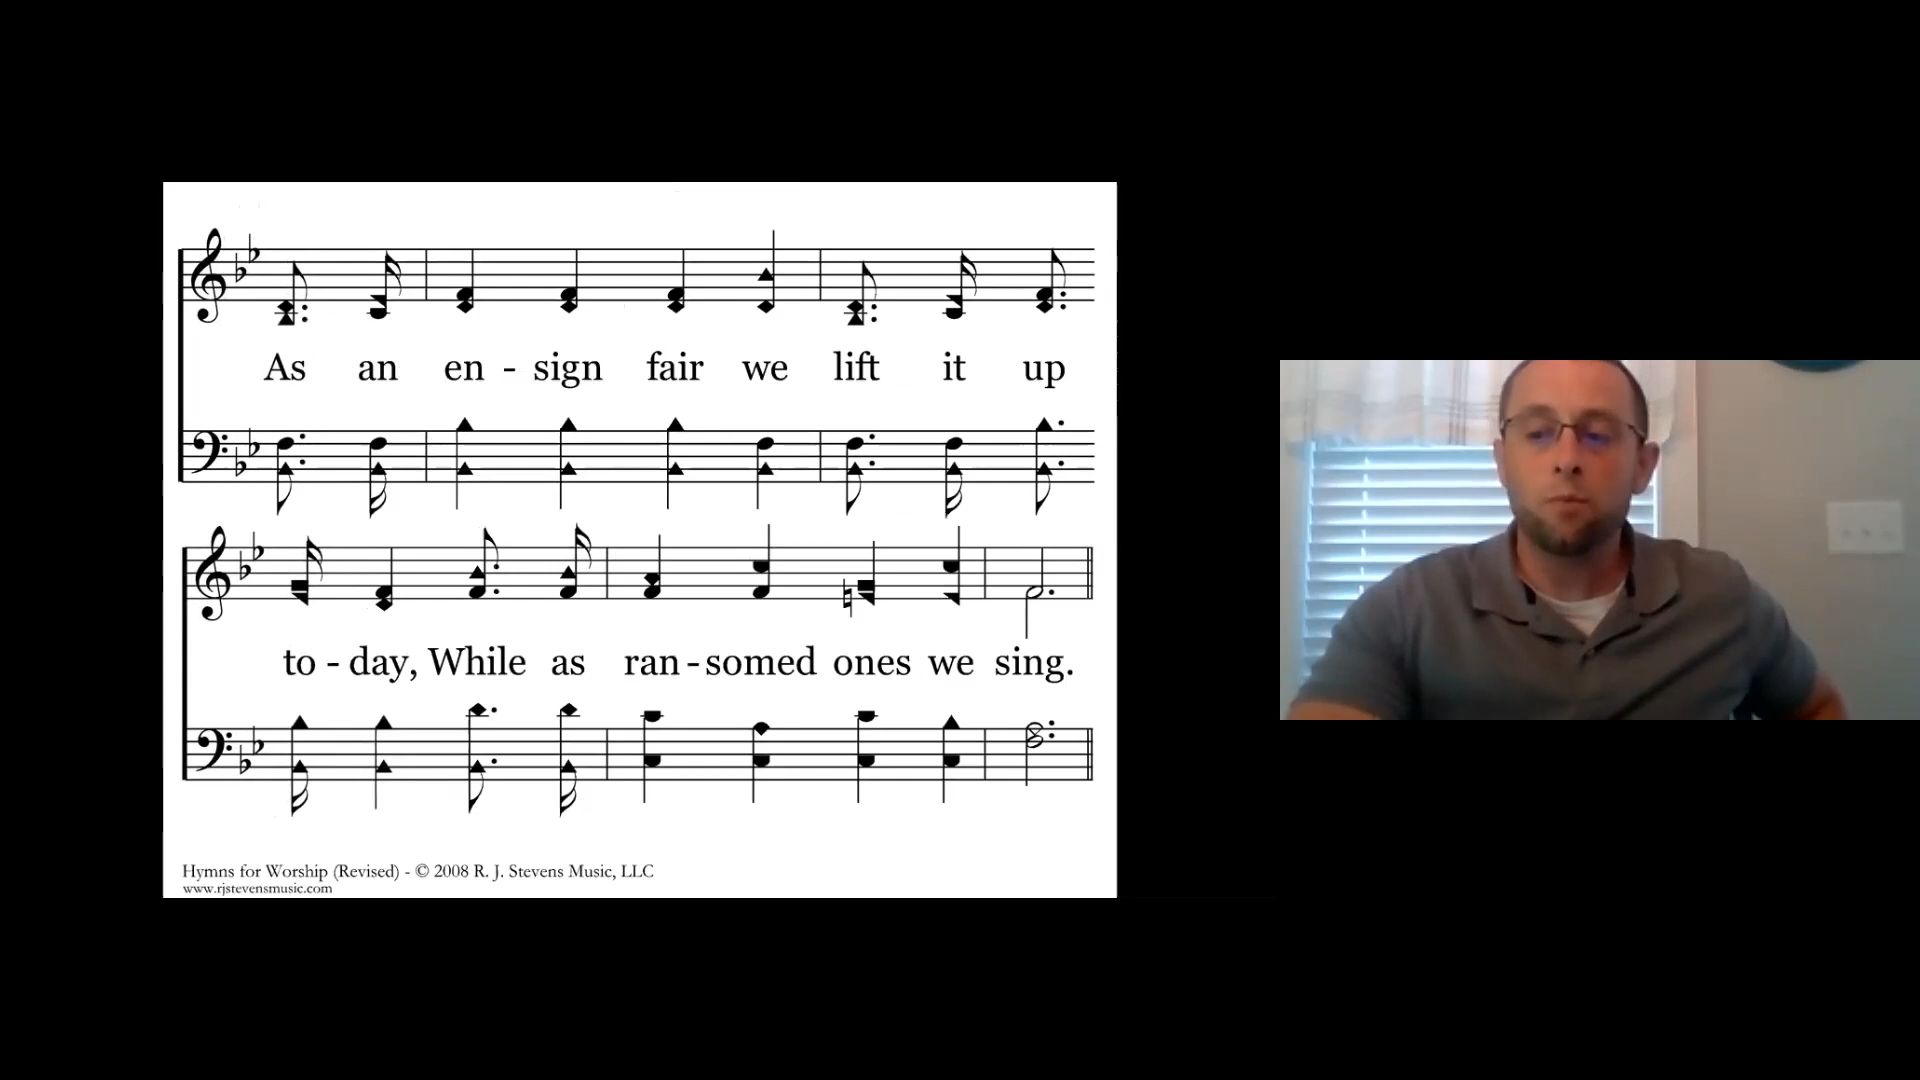 As an en - sign fair we lift it up
to - day, While as ran - somed ones we sing.
Hymns for Worship (Revised) - © 2008 R. J. Stevens Music, LLC
www.rjstevensmusic.com